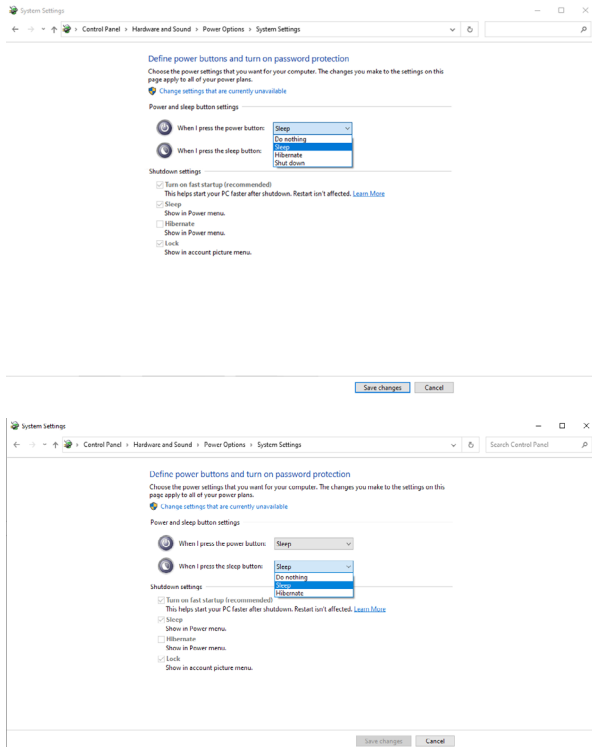 System Settings
Control Panel > Hardware and Sound > Power Options > System Settings
Define power buttons and turn on password protection
Choose the power settings that you want for your computer. The changes you make to the settings on this
page apply to all of your power plans.
Change settings that are currently unavailable
Power and sleep button settings
When I press the power button: Sleep
Do nothing
Sleep
Hibernate
Shut down
When I press the sleep button:
Shutdown settings
Turn on fast startup (recommended)
This helps start your PC faster after shutdown. Restart isn't affected. Learn More
Sleep
Show in Power menu.
Hibernate
Show in Power menu.
Lock
Show in account picture menu.
Save changes Cancel
System Settings
Control Panel > Hardware and Sound > Power Options > System Settings Search Control Panel
Define power buttons and turn on password protection
Choose the power settings that you want for your computer. The changes you make to the settings on this
page apply to all of your power plans.
Change settings that are currently unavailable
Power and sleep button settings
When I press the power button: Sleep
When I press the sleep button: Sleep
Do nothing
Sleep
Hibernate
Shutdown settings
Turn on fast startup (recommended)
This helps start your PC faster after shutdown. Restart isn't affected. Learn More
Sleep
Show in Power menu.
Hibernate
Show in Power menu.
Lock
Show in account picture menu.
Save changes Cancel